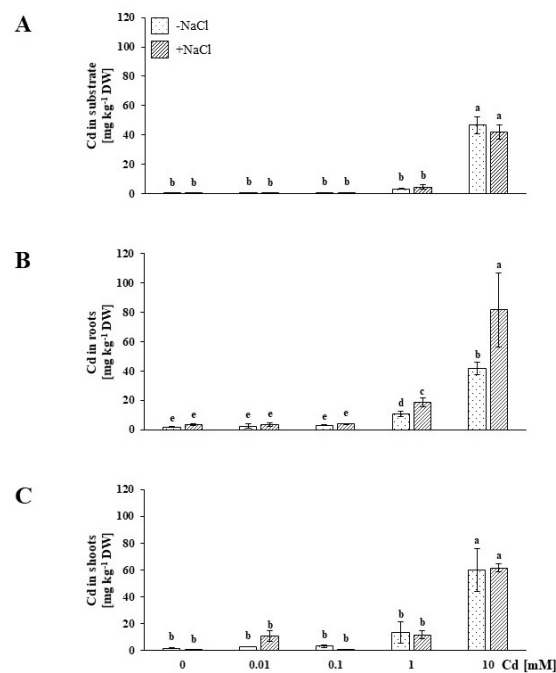 A
120
100
80
60
40
20
0
Cd in substrate
[mg kg-1 DW]
-NaCl
+NaCl
b b b b b b b b a a
B
120
100
80
60
40
20
0
Cd in roots
[mg kg-1 DW]
e e e e e e d c b a
C
120
100
80
60
40
20
0
Cd in shoots
[mg kg-1 DW]
b b b b b b b b a a
0 0.01 0.1 1 10 Cd [mM]